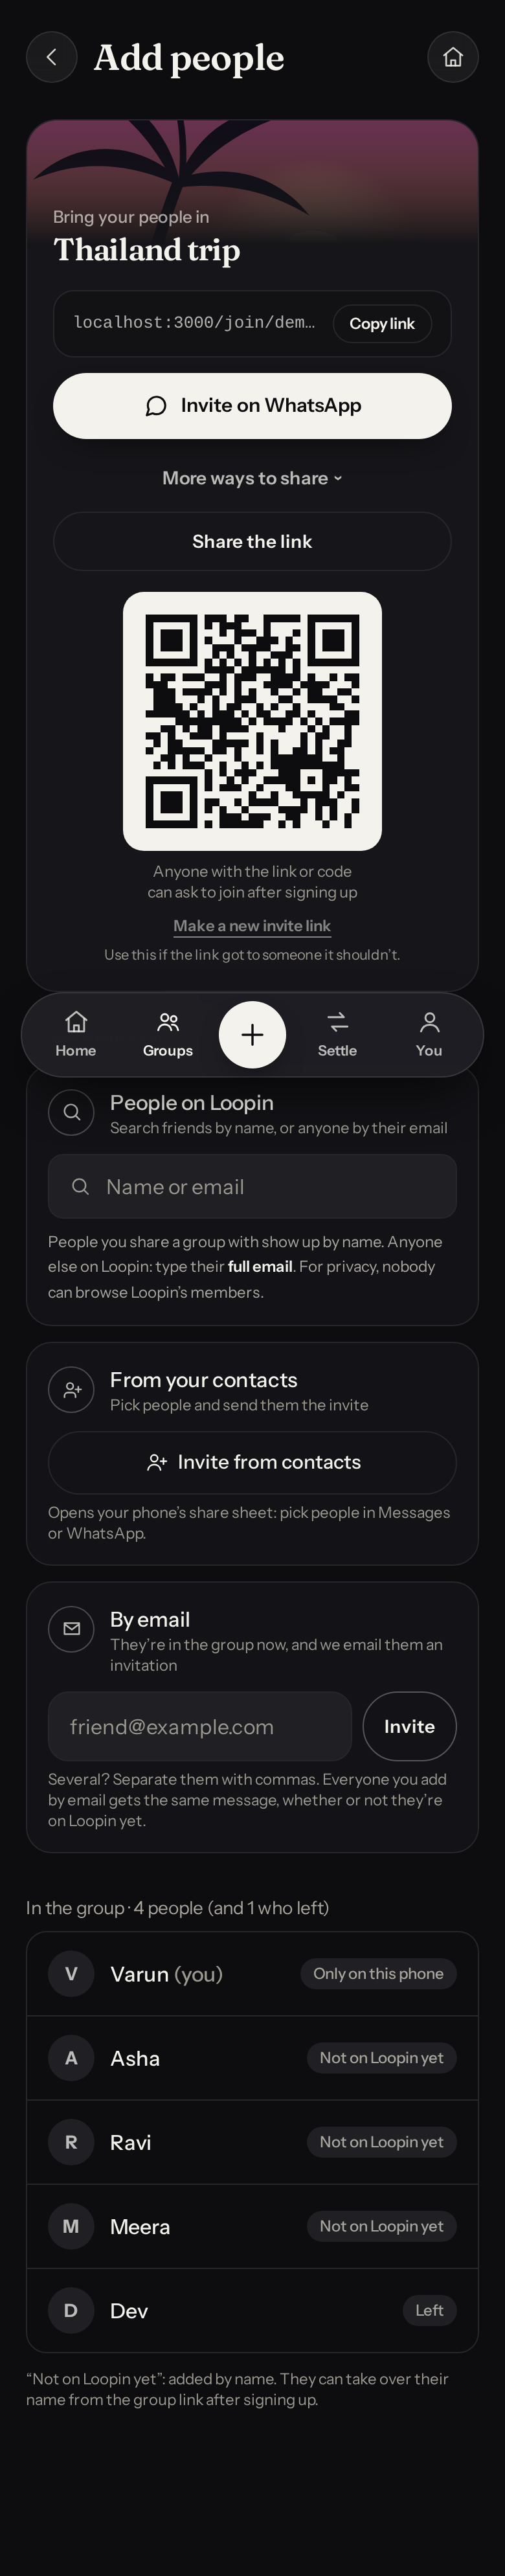 Add people
Bring your people in
Thailand trip
localhost:3000/join/dem…
Copy link
Invite on WhatsApp
More ways to share
Share the link
Anyone with the link or code
can ask to join after signing up
Make a new invite link
Use this if the link got to someone it shouldn’t.
Home
Groups
Settle
You
People on Loopin
Search friends by name, or anyone by their email
Name or email
People you share a group with show up by name. Anyone
else on Loopin: type their full email. For privacy, nobody
can browse Loopin’s members.
From your contacts
Pick people and send them the invite
Invite from contacts
Opens your phone’s share sheet: pick people in Messages
or WhatsApp.
By email
They’re in the group now, and we email them an
invitation
friend@example.com
Invite
Several? Separate them with commas. Everyone you add
by email gets the same message, whether or not they’re
on Loopin yet.
In the group · 4 people (and 1 who left)
V
Varun (you)
Only on this phone
A
Asha
Not on Loopin yet
R
Ravi
Not on Loopin yet
M
Meera
Not on Loopin yet
D
Dev
Left
“Not on Loopin yet”: added by name. They can take over their
name from the group link after signing up.